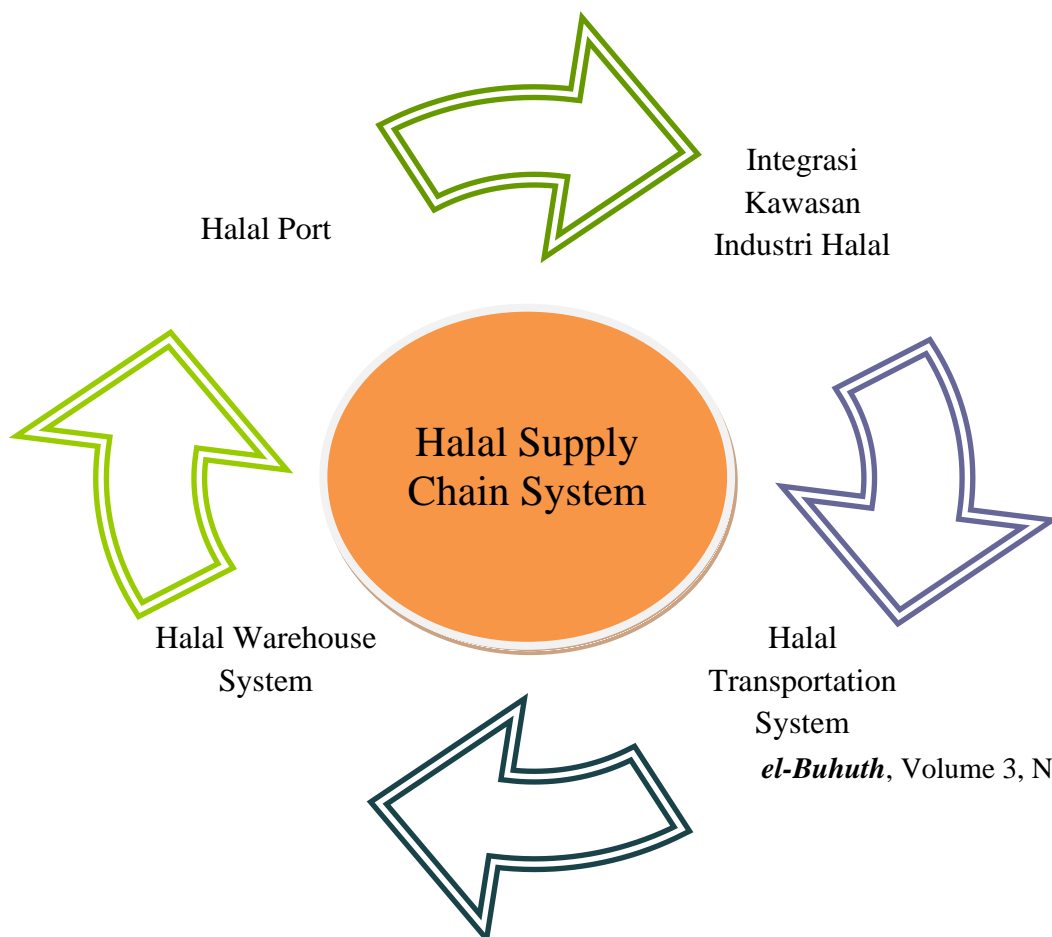 Integrasi
Kawasan
Industri Halal
Halal Port
Halal Supply
Chain System
Halal Warehouse
System
Halal
Transportation
System
el-Buhuth, Volume 3, N